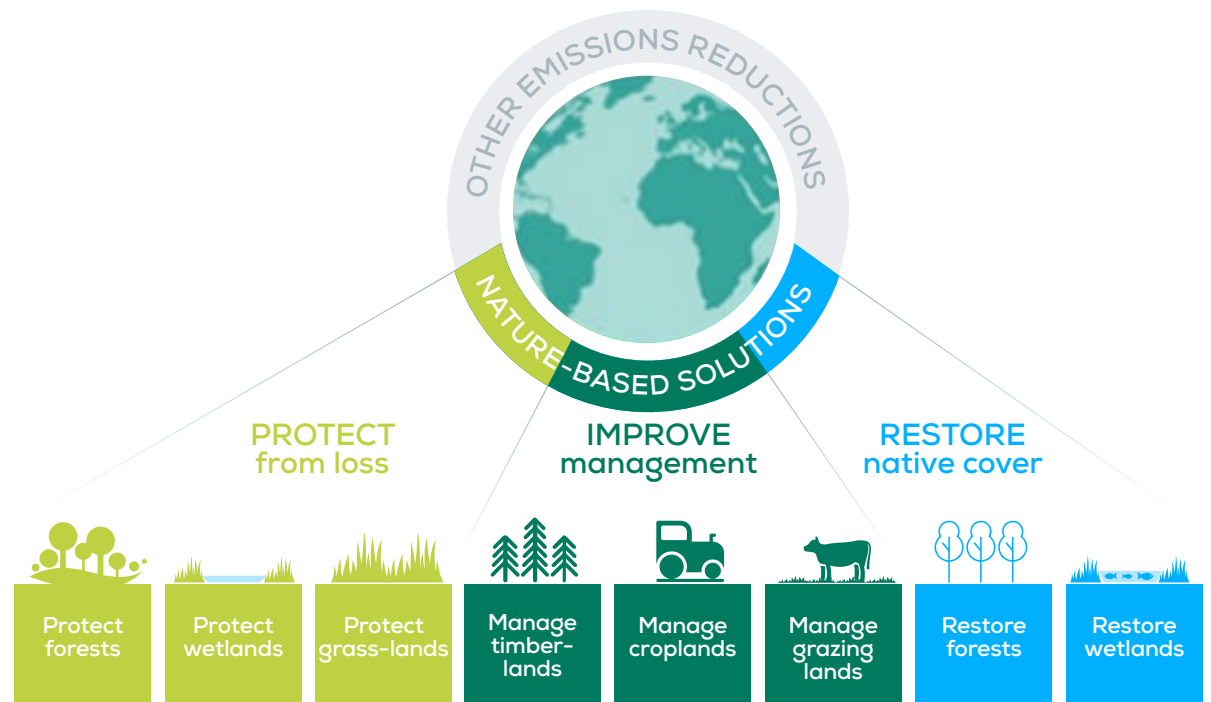 OTHER EMISSIONS REDUCTIONS
NATURE-BASED SOLUTIONS
PROTECT
from loss
IMPROVE
management
RESTORE
native cover
Protect
forests
Protect
wetlands
Protect
grass-lands
Manage
timber-
lands
Manage
croplands
Manage
grazing
lands
Restore
forests
Restore
wetlands